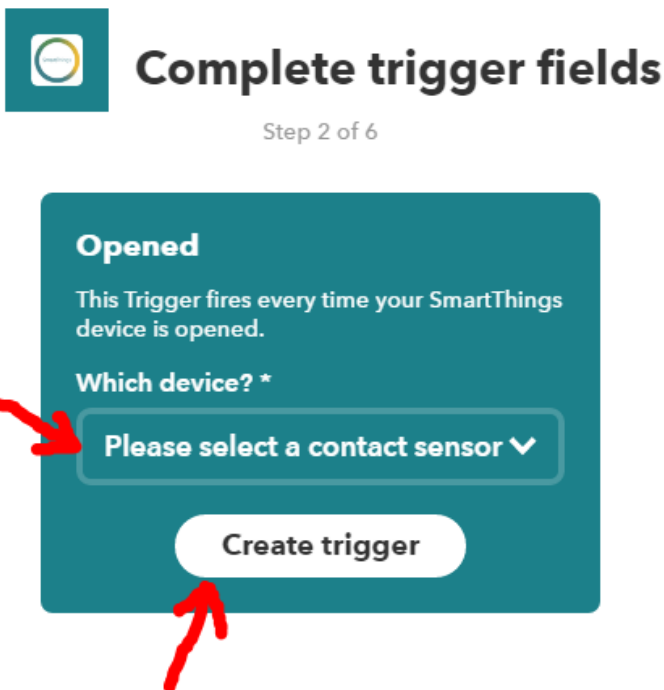 Complete trigger fields
Step 2 of 6
Opened
This Trigger fires every time your SmartThings
device is opened.
Which device? *
Please select a contact sensor
Create trigger